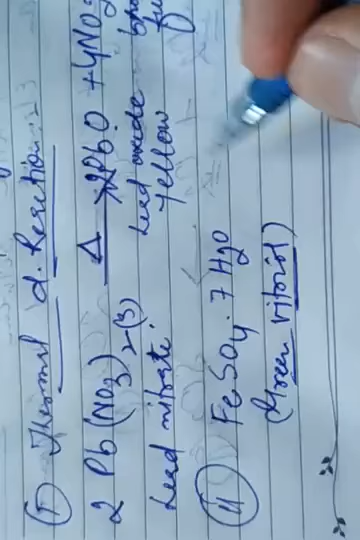 (I) Thermal d. Reaction
2 Pb(NO3)2(s) Δ→ 2PbO + 4NO2
Lead nitrate. Lead oxide
Yellow
(II) FeSO4.7H2O
(Green vitriol)